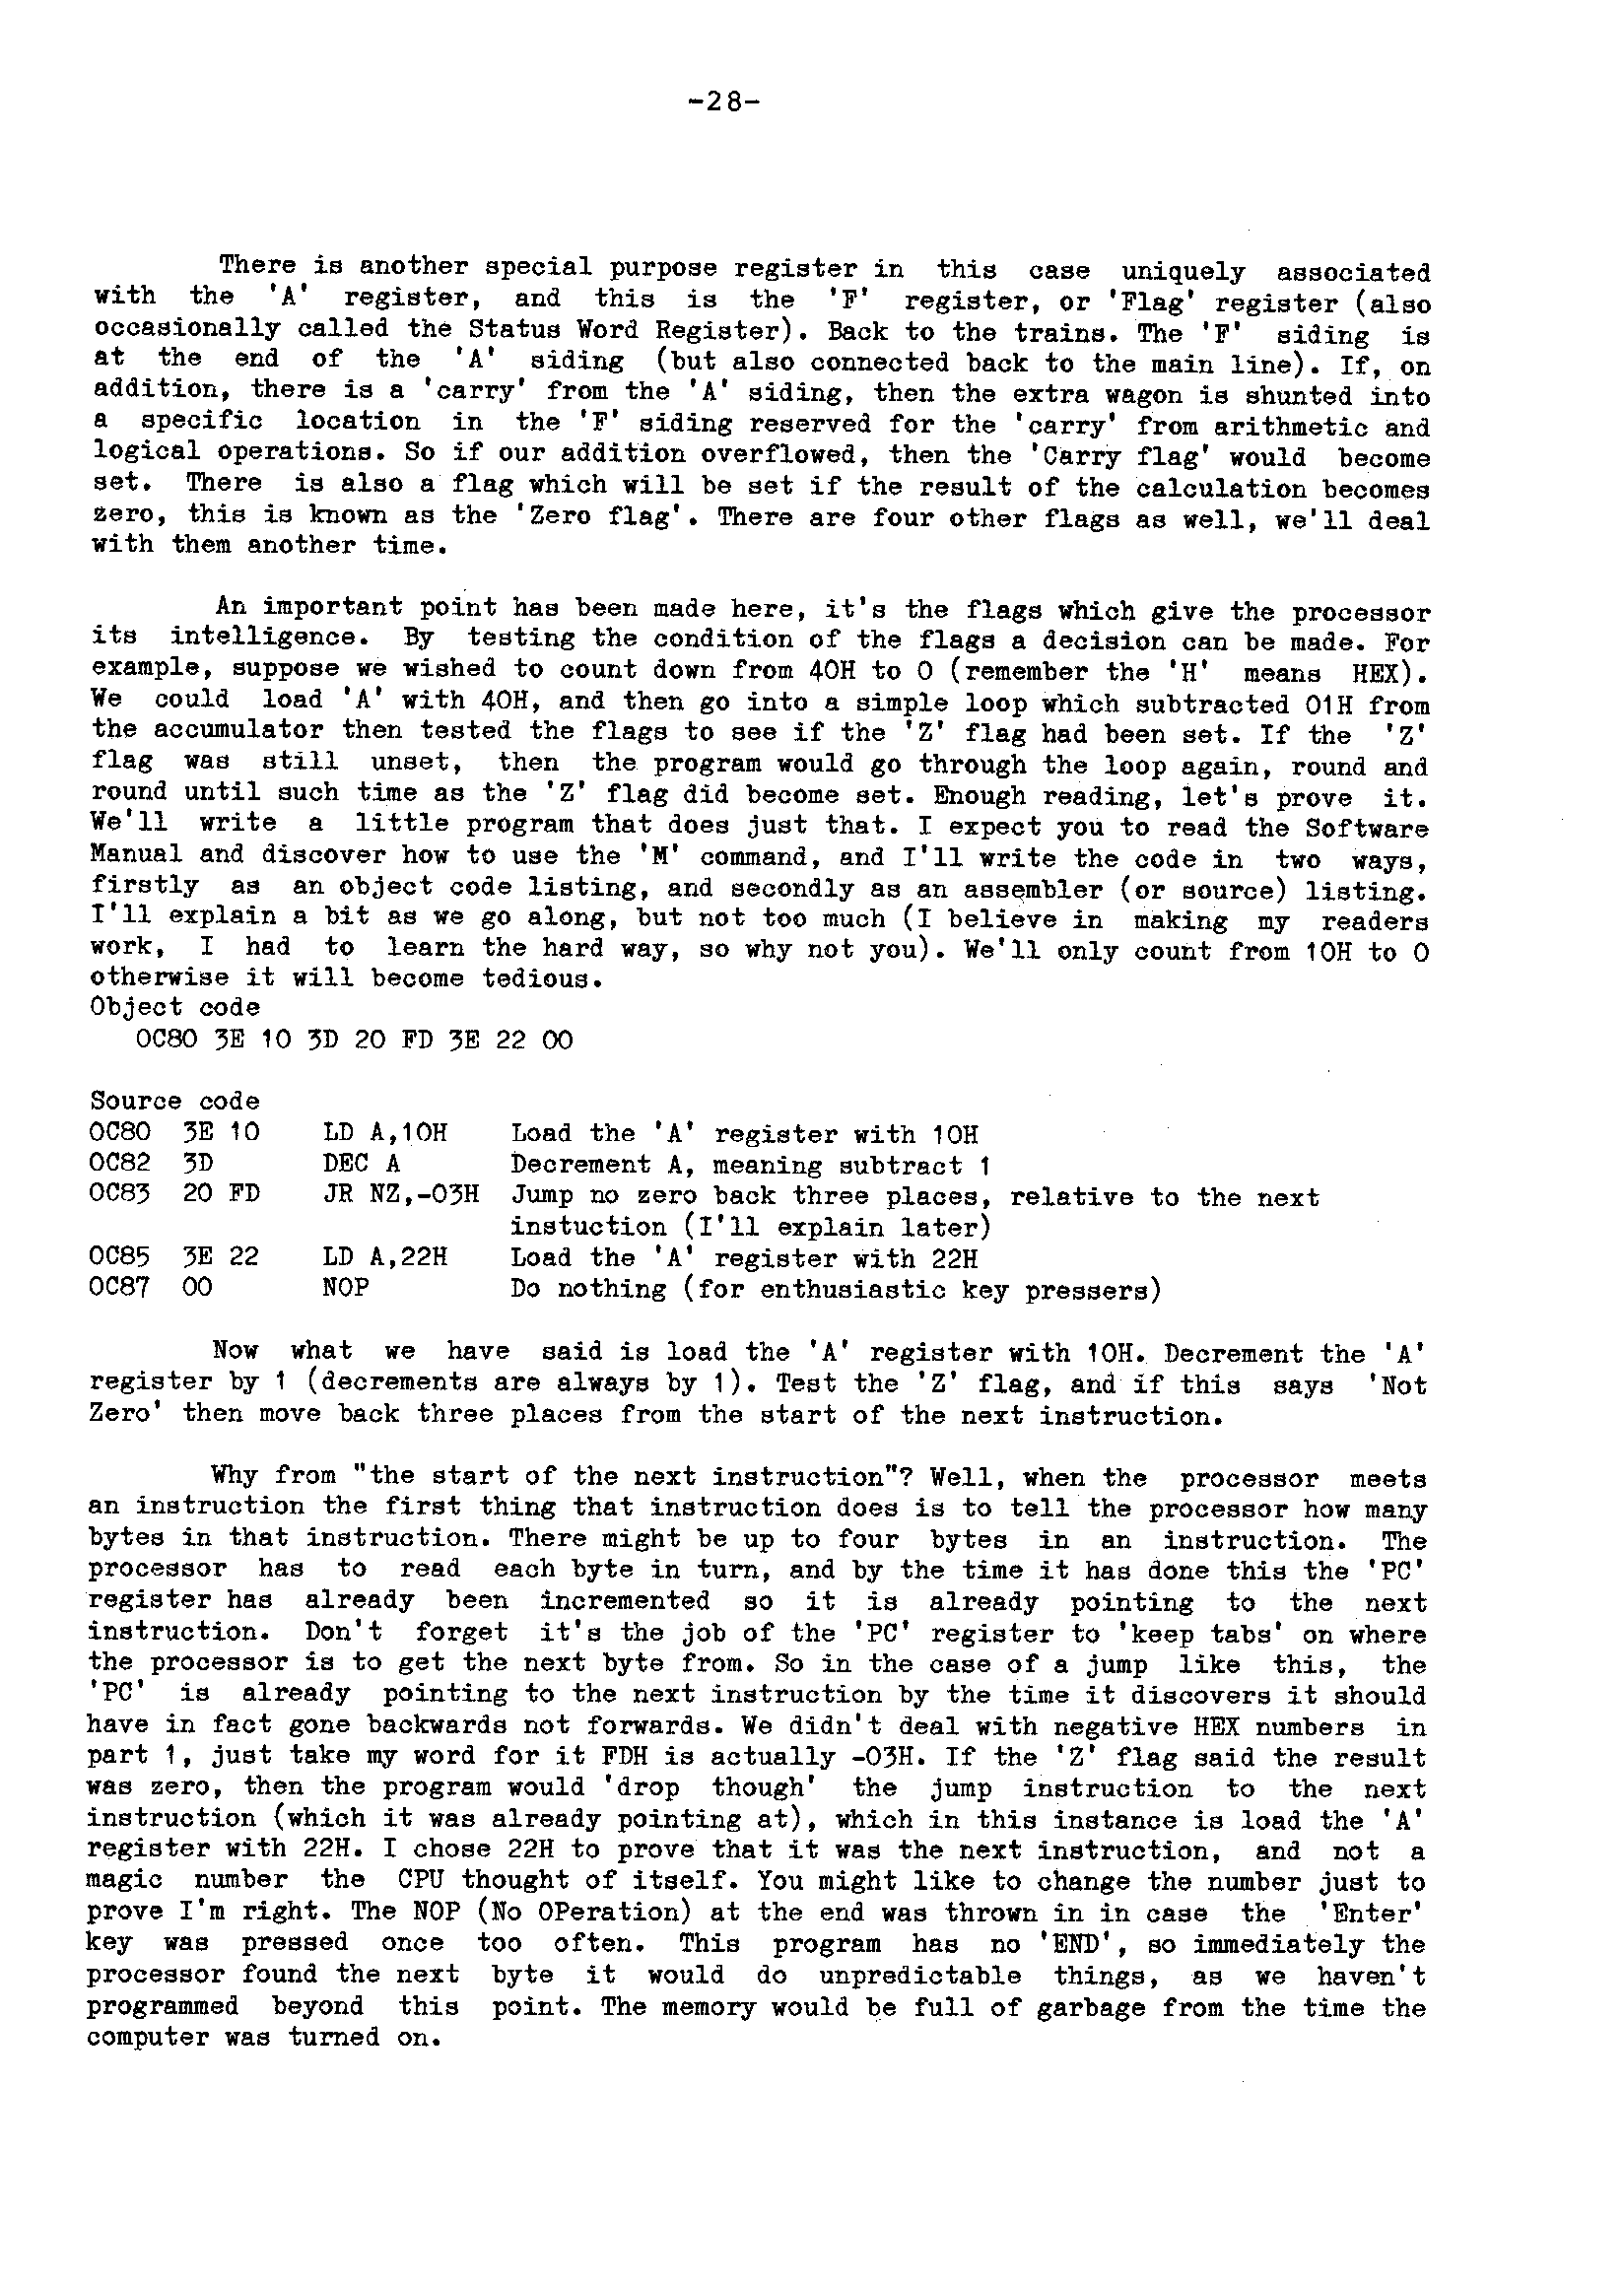 -28-
There is another special purpose register in this case uniquely associated
with the 'A' register, and this is the 'F' register, or 'Flag' register (also
occasionally called the Status Word Register). Back to the trains. The 'F' siding is
at the end of the 'A' siding (but also connected back to the main line). If, on
addition, there is a 'carry' from the 'A' siding, then the extra wagon is shunted into
a specific location in the 'F' siding reserved for the 'carry' from arithmetic and
logical operations. So if our addition overflowed, then the 'Carry flag' would become
set. There is also a flag which will be set if the result of the calculation becomes
zero, this is known as the 'Zero flag'. There are four other flags as well, we'll deal
with them another time.
An important point has been made here, it's the flags which give the processor
its intelligence. By testing the condition of the flags a decision can be made. For
example, suppose we wished to count down from 40H to 0 (remember the 'H' means HEX).
We could load 'A' with 40H, and then go into a simple loop which subtracted 01H from
the accumulator then tested the flags to see if the 'Z' flag had been set. If the 'Z'
flag was still unset, then the program would go through the loop again, round and
round until such time as the 'Z' flag did become set. Enough reading, let's prove it.
We'll write a little program that does just that. I expect you to read the Software
Manual and discover how to use the 'M' command, and I'll write the code in two ways,
firstly as an object code listing, and secondly as an assembler (or source) listing.
I'll explain a bit as we go along, but not too much (I believe in making my readers
work, I had to learn the hard way, so why not you). We'll only count from 10H to 0
otherwise it will become tedious.
Object code
0C80 3E 10 3D 20 FD 3E 22 00
Source code
0C80 3E 10 LD A,10H Load the 'A' register with 10H
0C82 3D DEC A Decrement A, meaning subtract 1
0C83 20 FD JR NZ,-03H Jump no zero back three places, relative to the next
instuction (I'll explain later)
0C85 3E 22 LD A,22H Load the 'A' register with 22H
0C87 00 NOP Do nothing (for enthusiastic key pressers)
Now what we have said is load the 'A' register with 10H. Decrement the 'A'
register by 1 (decrements are always by 1). Test the 'Z' flag, and if this says 'Not
Zero' then move back three places from the start of the next instruction.
Why from "the start of the next instruction"? Well, when the processor meets
an instruction the first thing that instruction does is to tell the processor how many
bytes in that instruction. There might be up to four bytes in an instruction. The
processor has to read each byte in turn, and by the time it has done this the 'PC'
register has already been incremented so it is already pointing to the next
instruction. Don't forget it's the job of the 'PC' register to 'keep tabs' on where
the processor is to get the next byte from. So in the case of a jump like this, the
'PC' is already pointing to the next instruction by the time it discovers it should
have in fact gone backwards not forwards. We didn't deal with negative HEX numbers in
part 1, just take my word for it FDH is actually -03H. If the 'Z' flag said the result
was zero, then the program would 'drop though' the jump instruction to the next
instruction (which it was already pointing at), which in this instance is load the 'A'
register with 22H. I chose 22H to prove that it was the next instruction, and not a
magic number the CPU thought of itself. You might like to change the number just to
prove I'm right. The NOP (No OPeration) at the end was thrown in in case the 'Enter'
key was pressed once too often. This program has no 'END', so immediately the
processor found the next byte it would do unpredictable things, as we haven't
programmed beyond this point. The memory would be full of garbage from the time the
computer was turned on.